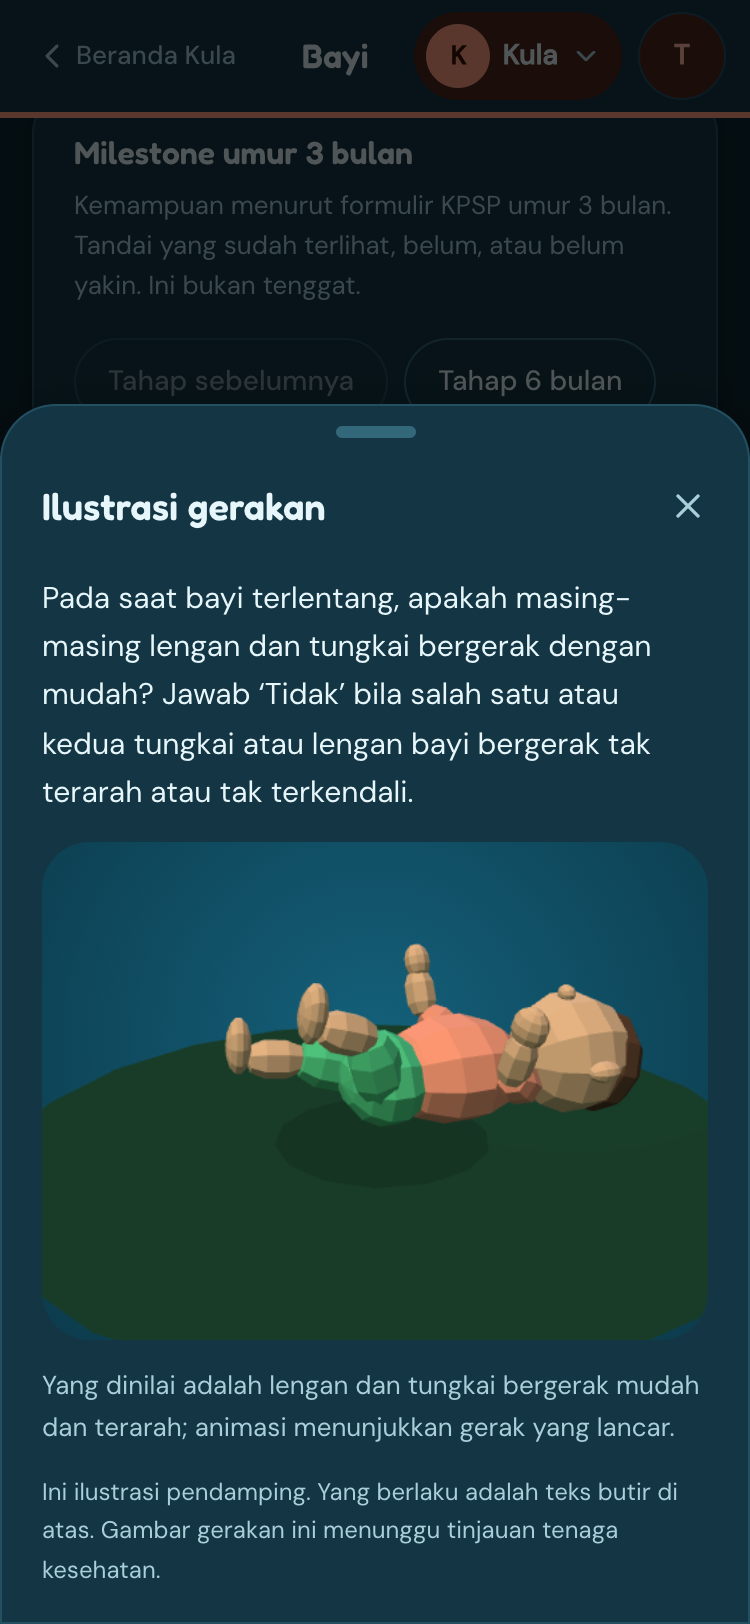 Beranda Kula
Bayi
K
Kula
T
Milestone umur 3 bulan
Kemampuan menurut formulir KPSP umur 3 bulan.
Tandai yang sudah terlihat, belum, atau belum
yakin. Ini bukan tenggat.
Tahap sebelumnya
Tahap 6 bulan
Ilustrasi gerakan
Pada saat bayi terlentang, apakah masing-
masing lengan dan tungkai bergerak dengan
mudah? Jawab ‘Tidak’ bila salah satu atau
kedua tungkai atau lengan bayi bergerak tak
terarah atau tak terkendali.
Yang dinilai adalah lengan dan tungkai bergerak mudah
dan terarah; animasi menunjukkan gerak yang lancar.
Ini ilustrasi pendamping. Yang berlaku adalah teks butir di
atas. Gambar gerakan ini menunggu tinjauan tenaga
kesehatan.